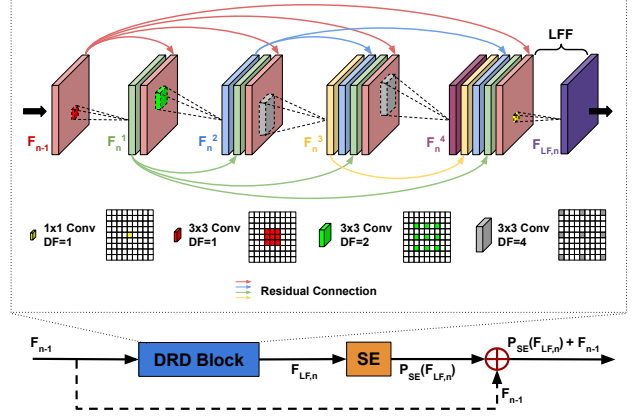 LFF
F_{n-1}
F_n^1
F_n^2
F_n^3
F_n^4
F_{LF,n}
1x1 Conv
DF=1
3x3 Conv
DF=1
3x3 Conv
DF=2
3x3 Conv
DF=4
Residual Connection
F_{n-1}
DRD Block
F_{LF,n}
SE
P_{SE}(F_{LF,n})
P_{SE}(F_{LF,n}) + F_{n-1}
F_{n-1}